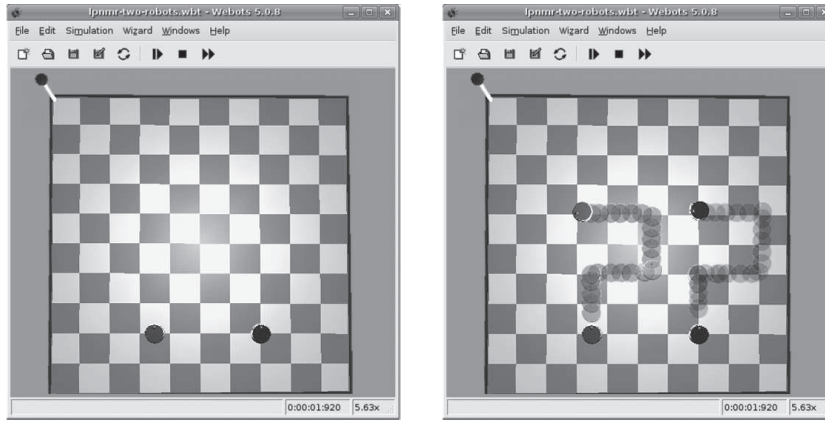 lpnmr-two-robots.wbt - Webots 5.0.8
File Edit Simulation Wizard Windows Help
0:00:01:920 5.63x
lpnmr-two-robots.wbt - Webots 5.0.8
File Edit Simulation Wizard Windows Help
0:00:01:920 5.63x